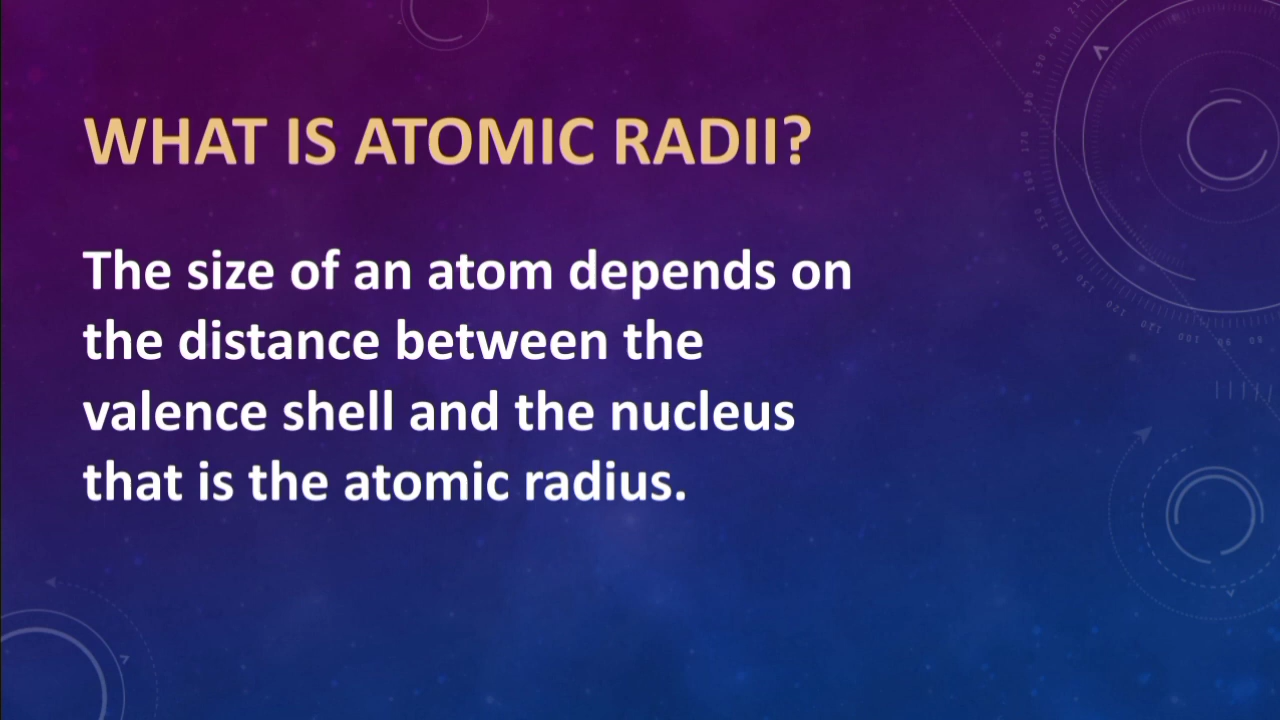 WHAT IS ATOMIC RADII?
The size of an atom depends on
the distance between the
valence shell and the nucleus
that is the atomic radius.